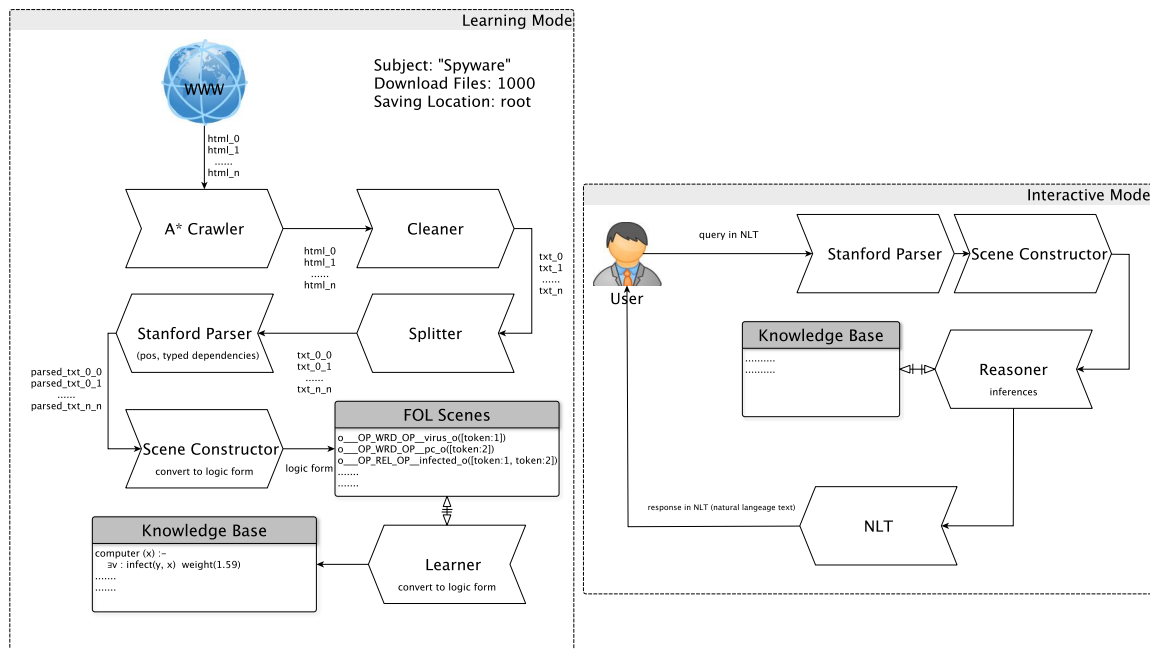 Learning Mode
Subject: "Spyware"
Download Files: 1000
Saving Location: root
WWW
html_0
html_1
......
html_n
A* Crawler
Cleaner
html_0
html_1
......
html_n
txt_0
txt_1
......
txt_n
Splitter
Stanford Parser
(pos, typed dependencies)
txt_0_0
txt_0_1
......
txt_n_n
parsed_txt_0_0
parsed_txt_0_1
......
parsed_txt_n_n
Scene Constructor
convert to logic form
logic form
FOL Scenes
o___OP_WRD_OP__virus_o([token:1])
o___OP_WRD_OP__pc_o([token:2])
o___OP_REL_OP__infected_o([token:1, token:2])
.......
.......
Learner
convert to logic form
Knowledge Base
computer (x) :-
∃v : infect(y, x) weight(1.59)
.......
.......
Interactive Mode
User
query in NLT
Stanford Parser
Scene Constructor
Knowledge Base
..........
..........
Reasoner
inferences
NLT
response in NLT (natural langeage text)